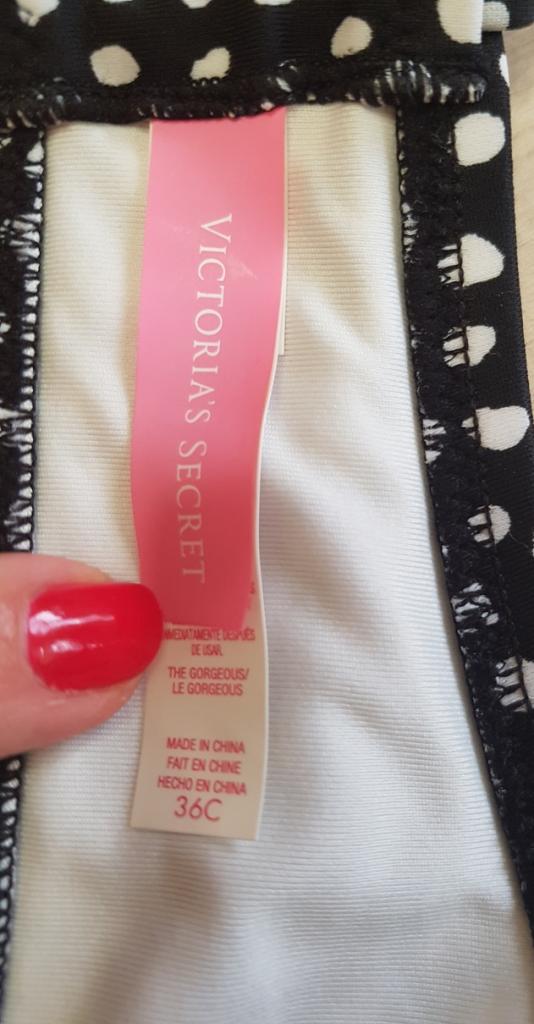 VICTORIA'S SECRET
INMEDIATAMENTE DESPUÉS
DE USAR.
THE GORGEOUS/
LE GORGEOUS
MADE IN CHINA
FAIT EN CHINE
HECHO EN CHINA
36C